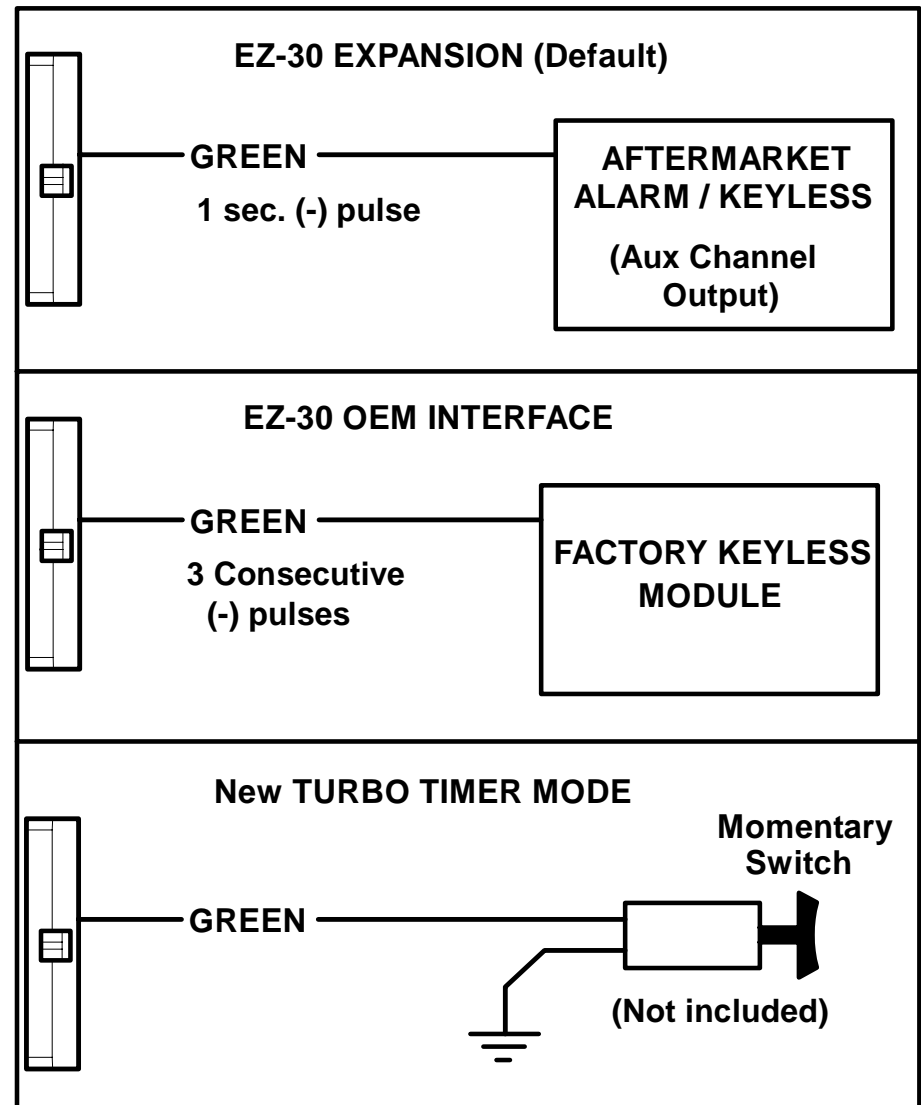 EZ-30 EXPANSION (Default)
GREEN
1 sec. (-) pulse
AFTERMARKET
ALARM / KEYLESS
(Aux Channel
Output)
EZ-30 OEM INTERFACE
GREEN
3 Consecutive
(-) pulses
FACTORY KEYLESS
MODULE
New TURBO TIMER MODE
Momentary
Switch
GREEN
(Not included)